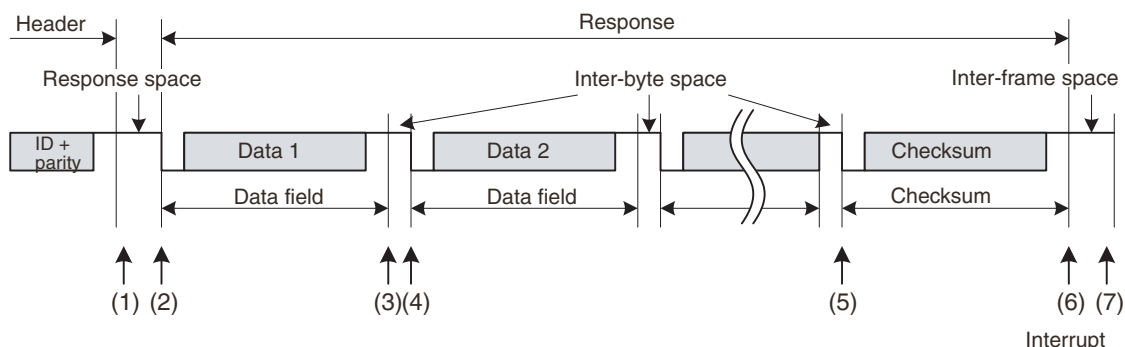 Header
Response
Response space
Inter-byte space
Inter-frame space
ID +
parity
Data 1
Data 2
Checksum
Data field
Data field
Checksum
(1)
(2)
(3)
(4)
(5)
(6)
(7)
Interrupt